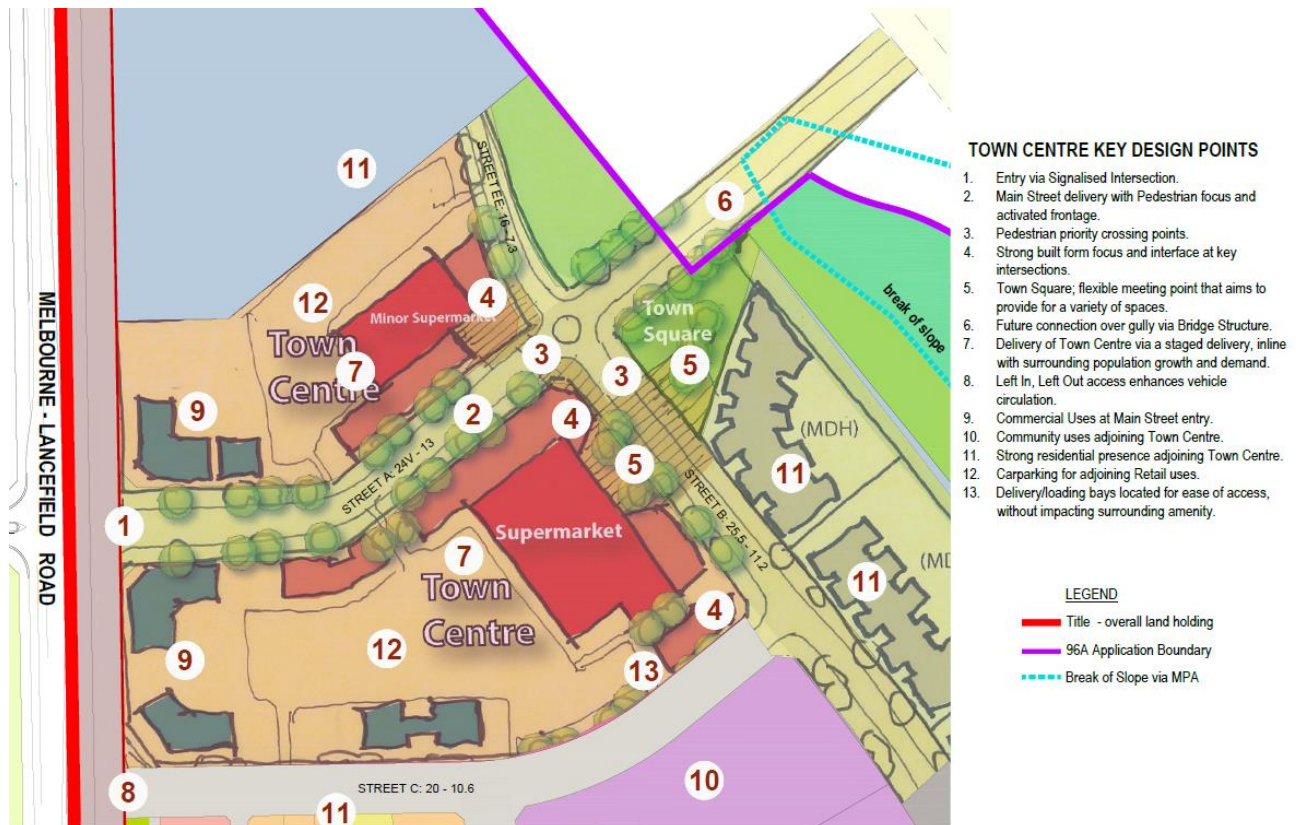 MELBOURNE - LANCEFIELD ROAD
11
STREET EE: 16 - 7.3
6
12
4
Minor Supermarket
Town
Centre
7
Town
Square
break of slope
3
3
5
9
2
4
(MDH)
11
STREET A: 24V - 13
5
STREET B: 25.5 - 11.2
1
Supermarket
7
Town
Centre
11
(MD
4
9
12
13
10
8
STREET C: 20 - 10.6
11
TOWN CENTRE KEY DESIGN POINTS
1. Entry via Signalised Intersection.
2. Main Street delivery with Pedestrian focus and
activated frontage.
3. Pedestrian priority crossing points.
4. Strong built form focus and interface at key
intersections.
5. Town Square; flexible meeting point that aims to
provide for a variety of spaces.
6. Future connection over gully via Bridge Structure.
7. Delivery of Town Centre via a staged delivery, inline
with surrounding population growth and demand.
8. Left In, Left Out access enhances vehicle
circulation.
9. Commercial Uses at Main Street entry.
10. Community uses adjoining Town Centre.
11. Strong residential presence adjoining Town Centre.
12. Carparking for adjoining Retail uses.
13. Delivery/loading bays located for ease of access,
without impacting surrounding amenity.
LEGEND
Title - overall land holding
96A Application Boundary
Break of Slope via MPA